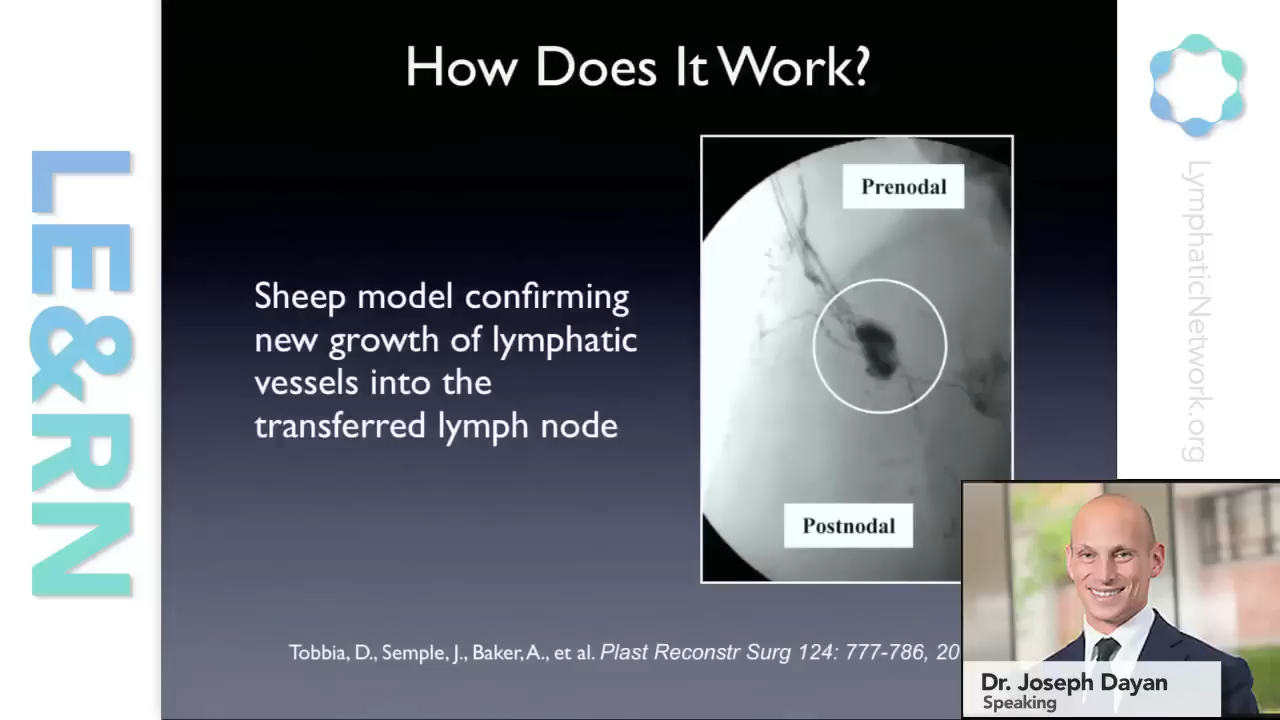 How Does It Work?
LE&RN
LymphaticNetwork.org
Prenodal
Sheep model confirming
new growth of lymphatic
vessels into the
transferred lymph node
Postnodal
Tobbia, D., Semple, J., Baker, A., et al. Plast Reconstr Surg 124: 777-786, 20
Dr. Joseph Dayan
Speaking